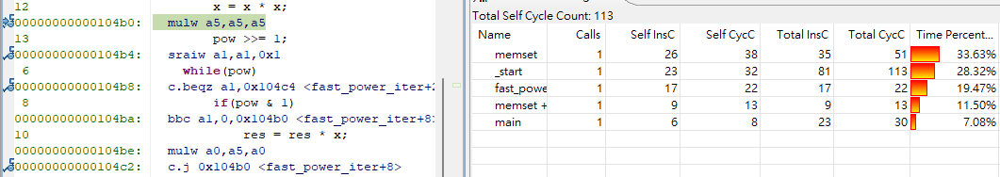 12 x = x * x;
00000000000104b0: mulw a5,a5,a5
13 pow >>= 1;
00000000000104b4: sraiw a1,a1,0x1
6 while(pow)
00000000000104b8: c.beqz a1,0x104c4 <fast_power_iter+2
8 if(pow & 1)
00000000000104ba: bbc a1,0,0x104b0 <fast_power_iter+8>
10 res = res * x;
00000000000104be: mulw a0,a5,a0
00000000000104c2: c.j 0x104b0 <fast_power_iter+8>
Total Self Cycle Count: 113
Name Calls Self InsC Self CycC Total InsC Total CycC Time Percent...
memset 1 26 38 35 51 33.63%
_start 1 23 32 81 113 28.32%
fast_powe 1 17 22 17 22 19.47%
memset + 1 9 13 9 13 11.50%
main 1 6 8 23 30 7.08%